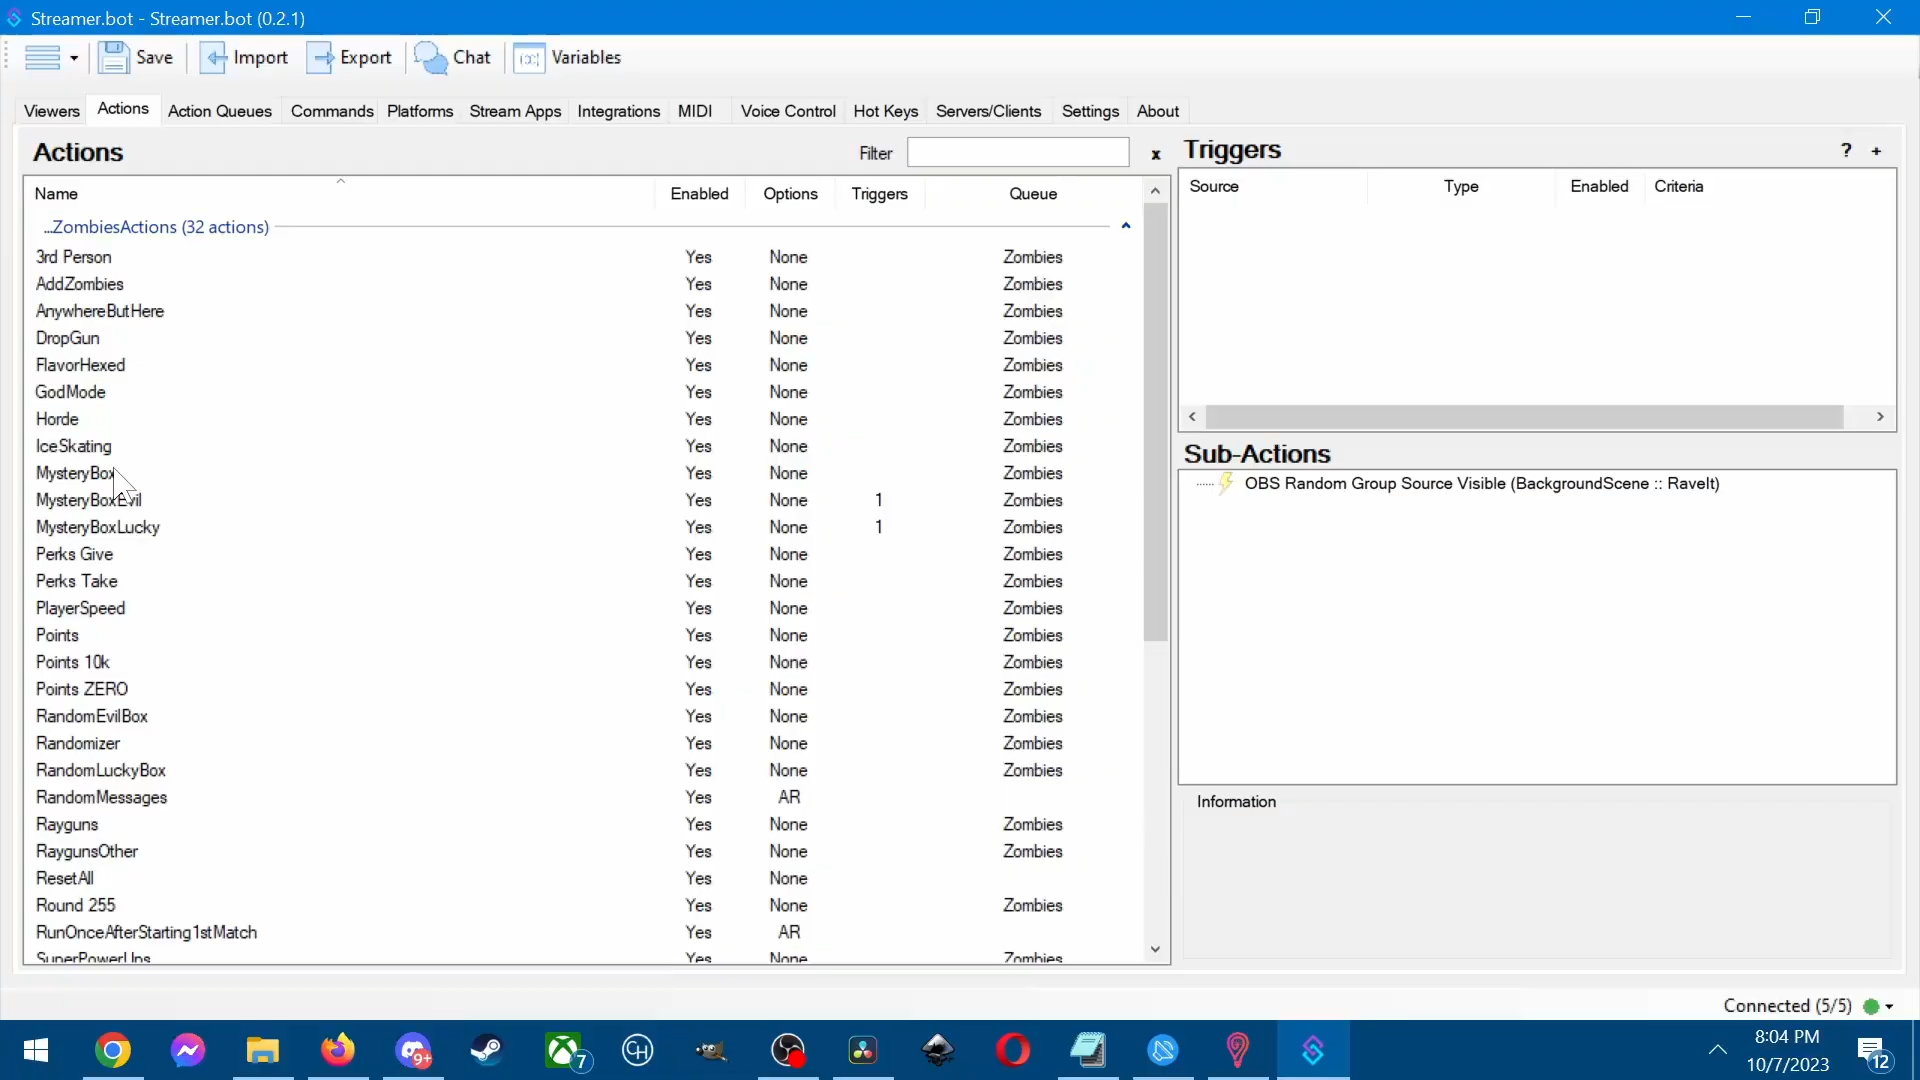 Streamer.bot - Streamer.bot (0.2.1)
Save Import Export Chat Variables
Viewers Actions Action Queues Commands Platforms Stream Apps Integrations MIDI Voice Control Hot Keys Servers/Clients Settings About
Actions Filter x
Name Enabled Options Triggers Queue
...ZombiesActions (32 actions)
3rd Person Yes None Zombies
AddZombies Yes None Zombies
AnywhereButHere Yes None Zombies
DropGun Yes None Zombies
FlavorHexed Yes None Zombies
GodMode Yes None Zombies
Horde Yes None Zombies
IceSkating Yes None Zombies
MysteryBox Yes None Zombies
MysteryBoxEvil Yes None 1 Zombies
MysteryBoxLucky Yes None 1 Zombies
Perks Give Yes None Zombies
Perks Take Yes None Zombies
PlayerSpeed Yes None Zombies
Points Yes None Zombies
Points 10k Yes None Zombies
Points ZERO Yes None Zombies
RandomEvilBox Yes None Zombies
Randomizer Yes None Zombies
RandomLuckyBox Yes None Zombies
RandomMessages Yes AR
Rayguns Yes None Zombies
RaygunsOther Yes None Zombies
ResetAll Yes None
Round 255 Yes None Zombies
RunOnceAfterStarting1stMatch Yes AR
SuperPowerUps Yes None Zombies
Triggers ? +
Source Type Enabled Criteria
Sub-Actions
OBS Random Group Source Visible (BackgroundScene :: RaveIt)
Information
Connected (5/5)
9+
7
CH
8:04 PM
10/7/2023
12